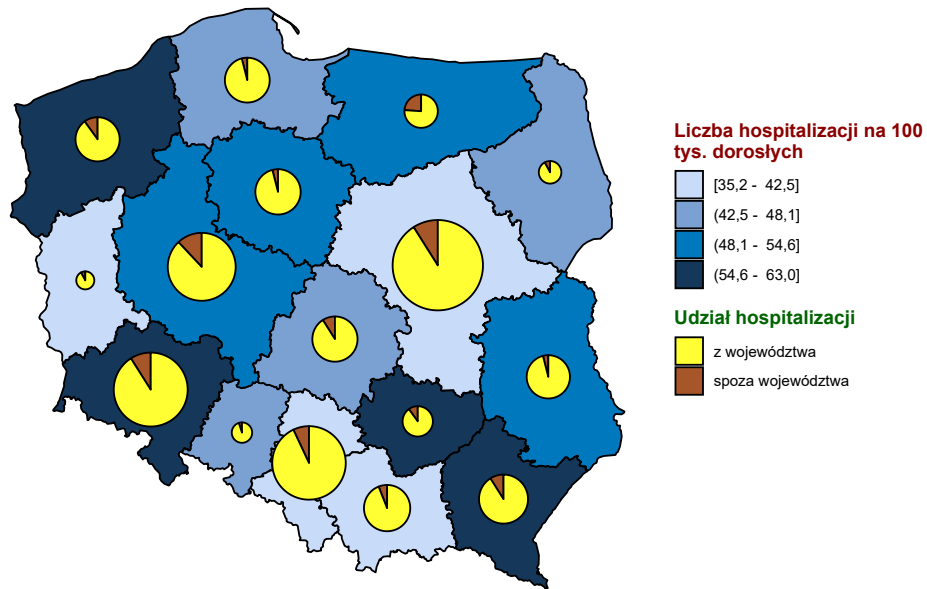 Liczba hospitalizacji na 100
tys. dorosłych
[35,2 - 42,5]
(42,5 - 48,1]
(48,1 - 54,6]
(54,6 - 63,0]
Udział hospitalizacji
z województwa
spoza województwa